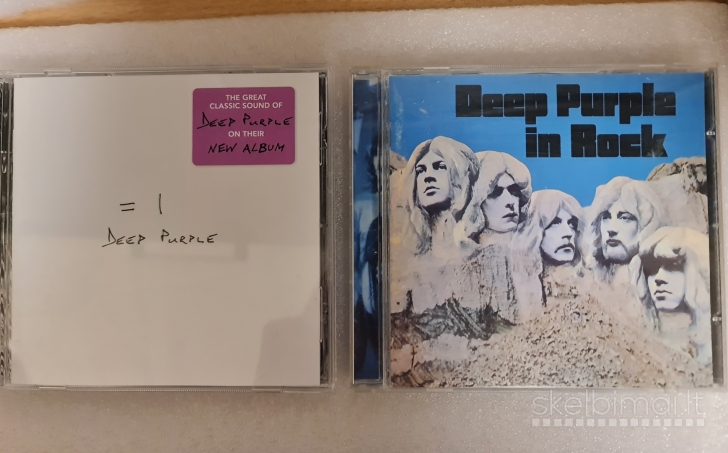 THE GREAT
CLASSIC SOUND OF
DEEP PURPLE
ON THEIR
NEW ALBUM
= 1
DEEP PURPLE
Deep Purple
in Rock
skelbimai.lt